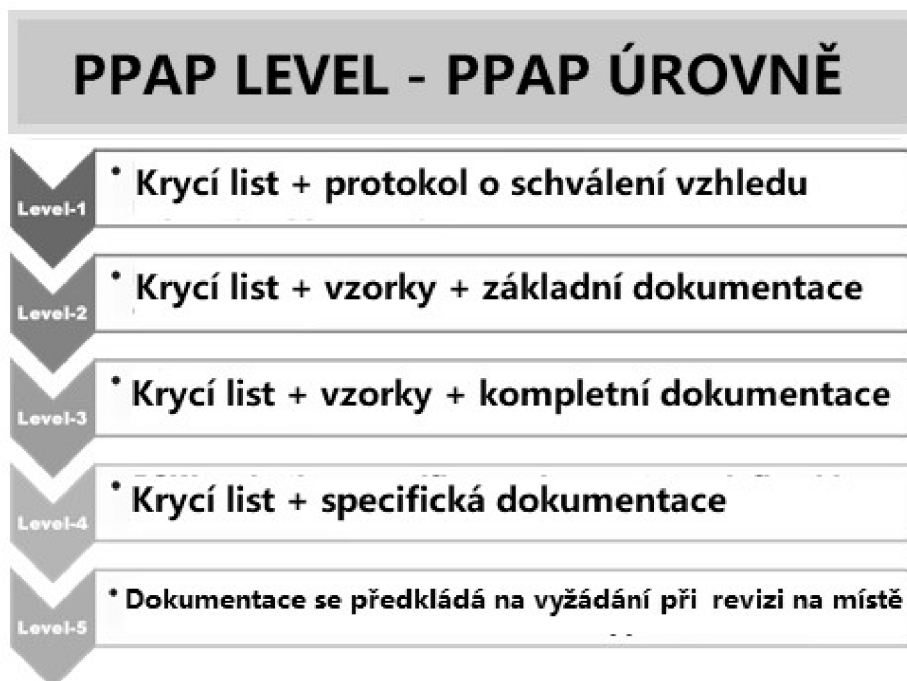 PPAP LEVEL - PPAP ÚROVNĚ
Level-1
• Krycí list + protokol o schválení vzhledu
Level-2
• Krycí list + vzorky + základní dokumentace
Level-3
• Krycí list + vzorky + kompletní dokumentace
Level-4
• Krycí list + specifická dokumentace
Level-5
• Dokumentace se předkládá na vyžádání při revizi na místě